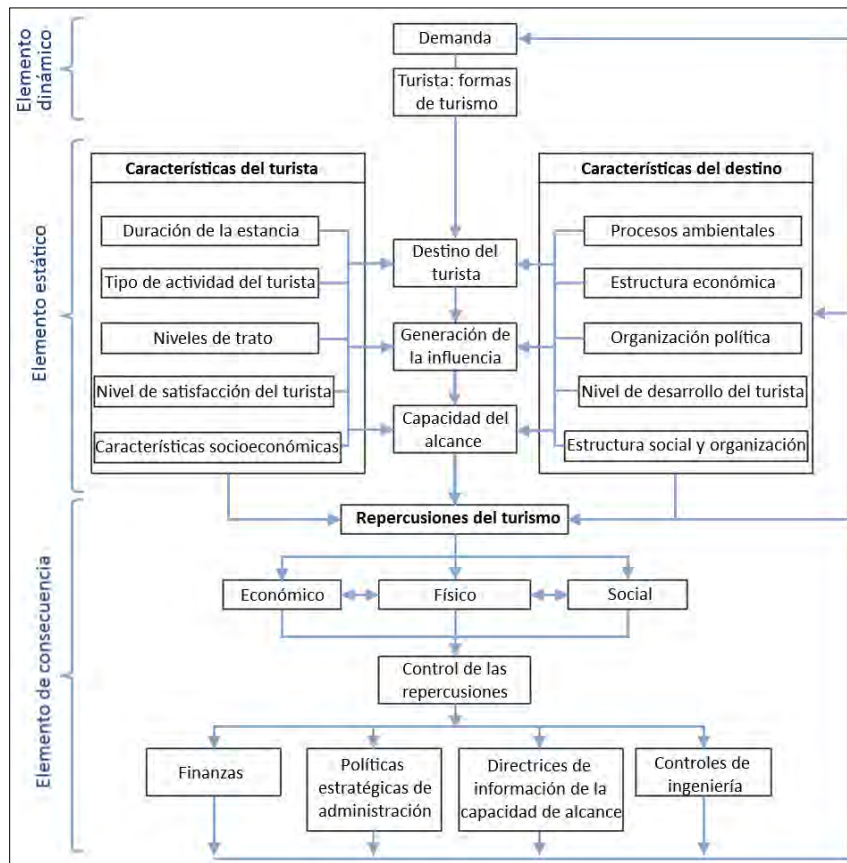 Elemento
dinámico
Demanda
Turista: formas
de turismo
Elemento estático
Características del turista
Duración de la estancia
Tipo de actividad del turista
Niveles de trato
Nivel de satisfacción del turista
Características socioeconómicas
Destino del
turista
Generación de
la influencia
Capacidad del
alcance
Características del destino
Procesos ambientales
Estructura económica
Organización política
Nivel de desarrollo del turista
Estructura social y organización
Elemento de consecuencia
Repercusiones del turismo
Económico
Físico
Social
Control de las
repercusiones
Finanzas
Políticas
estratégicas de
administración
Directrices de
información de la
capacidad de alcance
Controles de
ingeniería